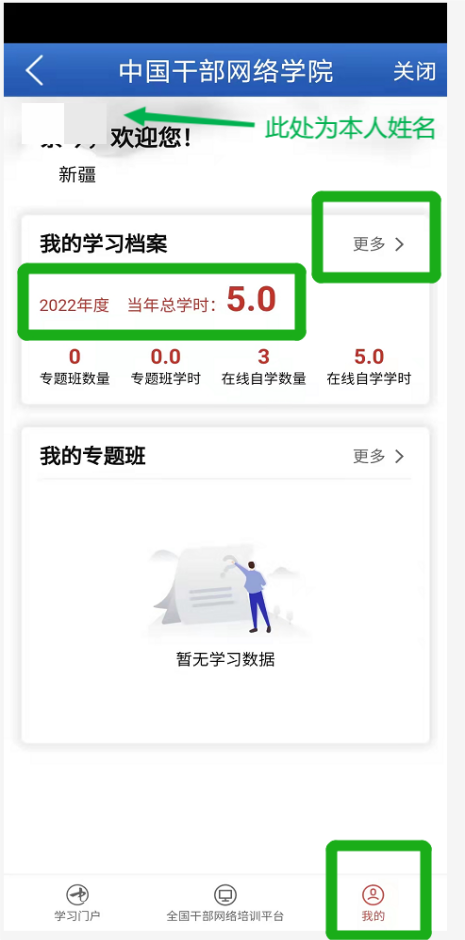 中国干部网络学院 关闭
欢迎您！ 此处为本人姓名
新疆
我的学习档案 更多
2022年度 当年总学时：5.0
0 0.0 3 5.0
专题班数量 专题班学时 在线自学数量 在线自学学时
我的专题班 更多
暂无学习数据
学习门户 全国干部网络培训平台 我的